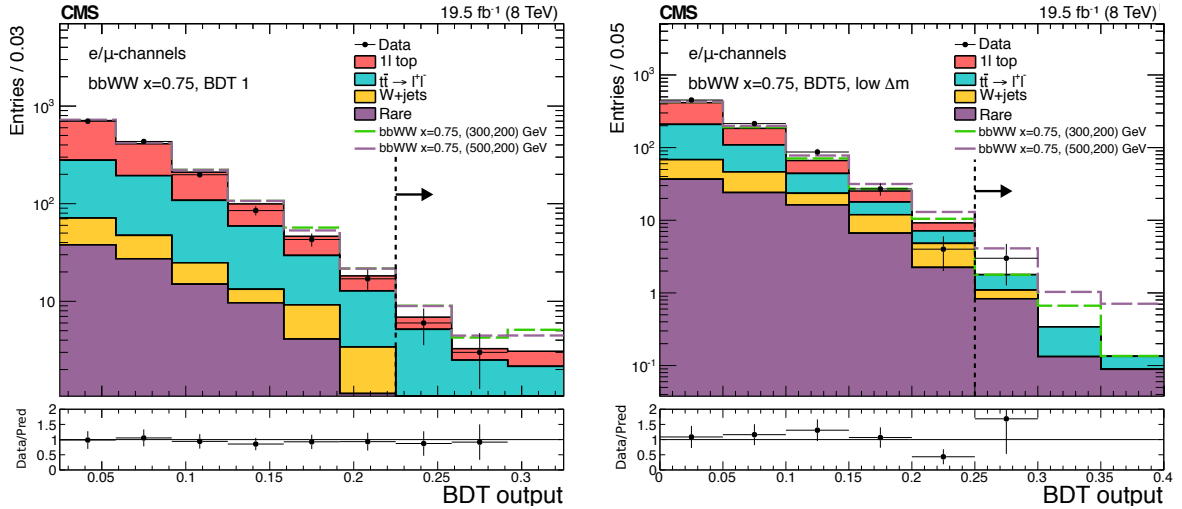 CMS 19.5 fb⁻¹ (8 TeV)
Entries / 0.03
e/μ-channels
bbWW x=0.75, BDT 1
Data
1l top
tt̄ → l⁺l⁻
W+jets
Rare
bbWW x=0.75, (300,200) GeV
bbWW x=0.75, (500,200) GeV
10³
10²
10
Data/Pred
2
1.5
1
0.5
0
0.05 0.1 0.15 0.2 0.25 0.3
BDT output
CMS 19.5 fb⁻¹ (8 TeV)
Entries / 0.05
e/μ-channels
bbWW x=0.75, BDT5, low Δm
Data
1l top
tt̄ → l⁺l⁻
W+jets
Rare
bbWW x=0.75, (300,200) GeV
bbWW x=0.75, (500,200) GeV
10³
10²
10
1
10⁻¹
Data/Pred
2
1.5
1
0.5
0
0 0.05 0.1 0.15 0.2 0.25 0.3 0.35 0.4
BDT output